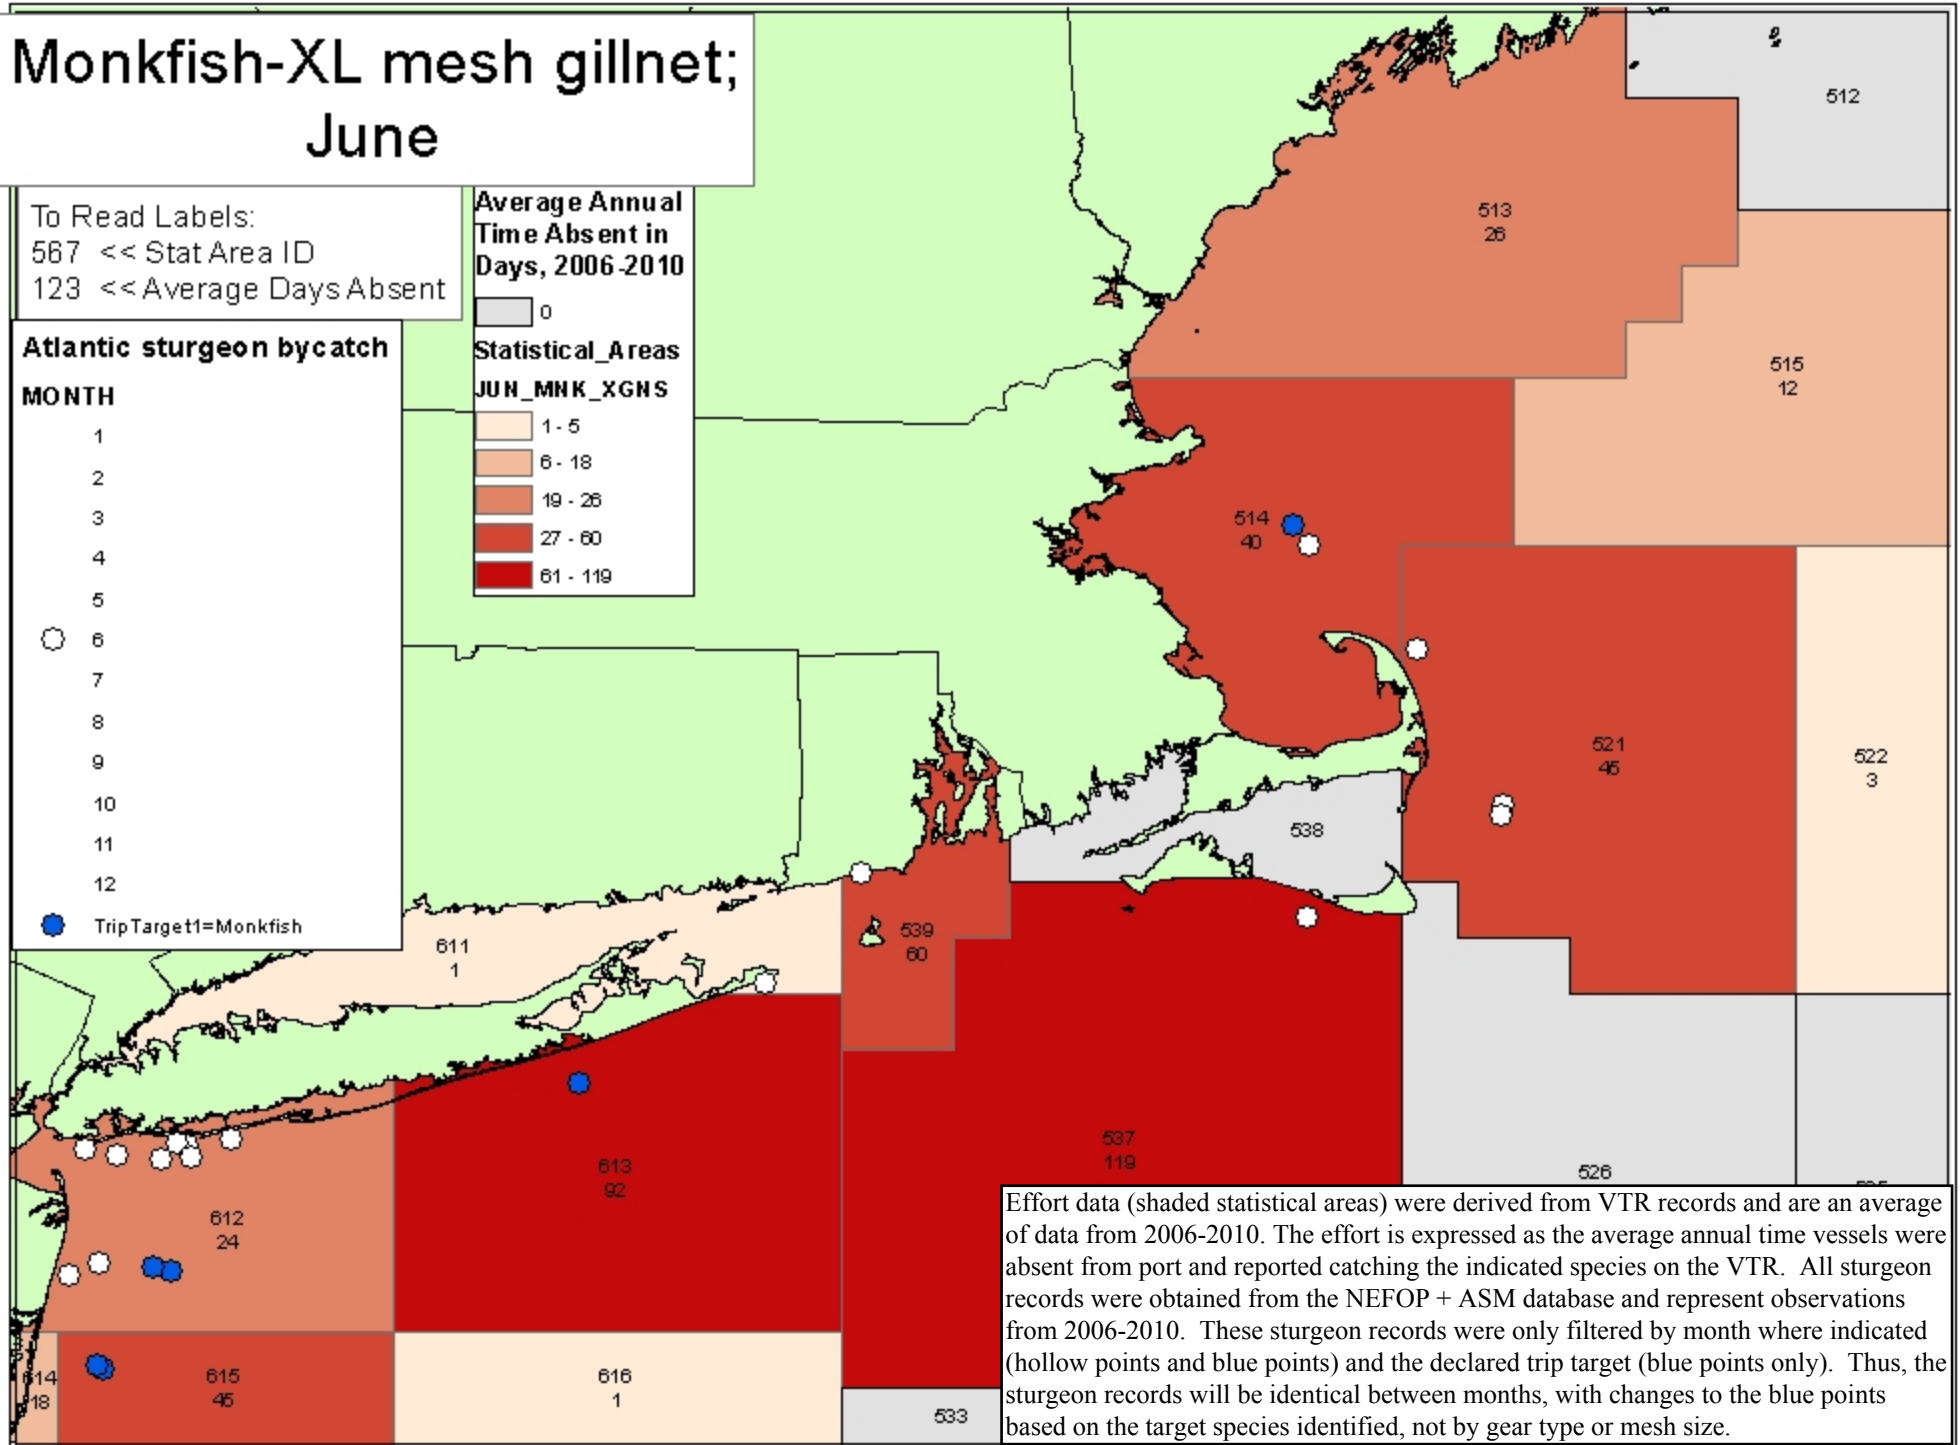 Monkfish-XL mesh gillnet;
June
To Read Labels:
567 << Stat Area ID
123 << Average Days Absent
Average Annual
Time Absent in
Days, 2006-2010
0
Statistical_Areas
JUN_MNK_XGNS
1 - 5
6 - 18
19 - 26
27 - 60
61 - 119
Atlantic sturgeon bycatch
MONTH
1
2
3
4
5
6
7
8
9
10
11
12
TripTarget1=Monkfish
512
513
26
515
12
514
40
521
45
522
3
538
539
60
611
1
537
119
526
613
92
612
24
614
18
615
45
616
1
533
Effort data (shaded statistical areas) were derived from VTR records and are an average
of data from 2006-2010. The effort is expressed as the average annual time vessels were
absent from port and reported catching the indicated species on the VTR. All sturgeon
records were obtained from the NEFOP + ASM database and represent observations
from 2006-2010. These sturgeon records were only filtered by month where indicated
(hollow points and blue points) and the declared trip target (blue points only). Thus, the
sturgeon records will be identical between months, with changes to the blue points
based on the target species identified, not by gear type or mesh size.